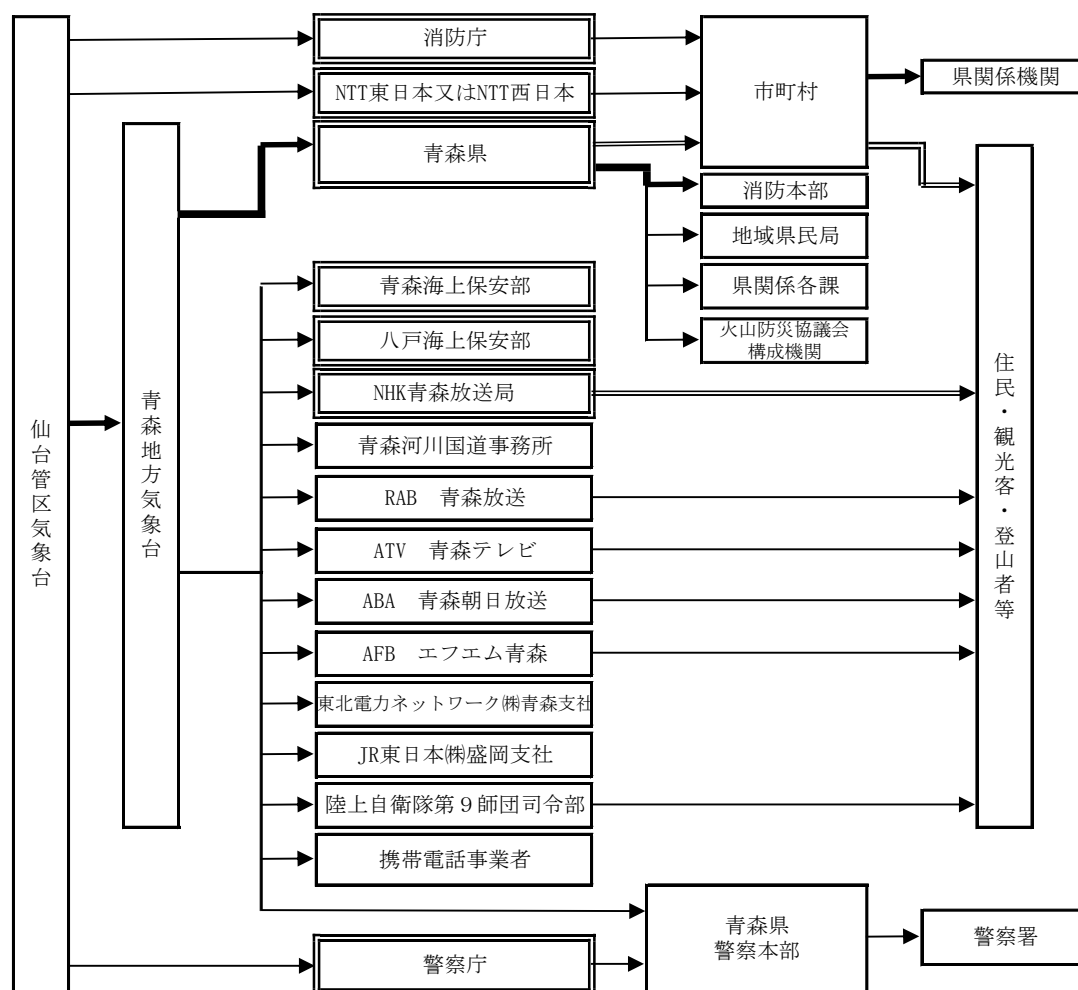 消防庁
NTT東日本又はNTT西日本
青森県
市町村
県関係機関
消防本部
地域県民局
県関係各課
火山防災協議会
構成機関
青森海上保安部
八戸海上保安部
NHK青森放送局
青森河川国道事務所
RAB　青森放送
ATV　青森テレビ
ABA　青森朝日放送
AFB　エフエム青森
東北電力ネットワーク㈱青森支社
JR東日本㈱盛岡支社
陸上自衛隊第９師団司令部
携帯電話事業者
仙台管区気象台
青森地方気象台
住民・観光客・登山者等
青森県
警察本部
警察署
警察庁